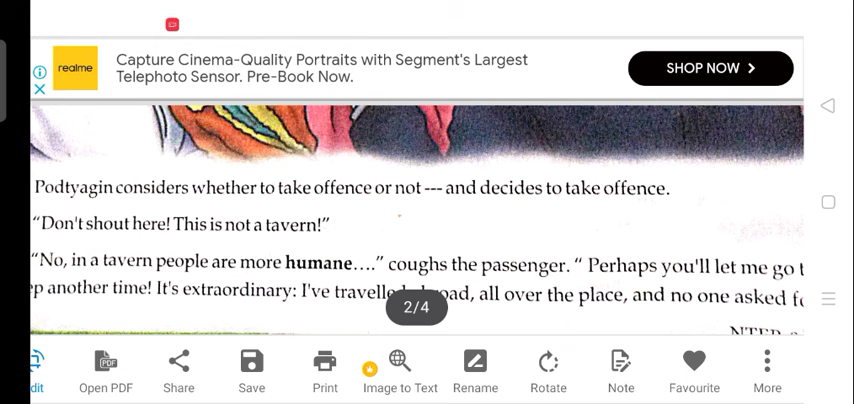 realme
Capture Cinema-Quality Portraits with Segment's Largest
Telephoto Sensor. Pre-Book Now.
SHOP NOW
Podtyagin considers whether to take offence or not --- and decides to take offence.
"Don't shout here! This is not a tavern!"
"No, in a tavern people are more humane...." coughs the passenger. " Perhaps you'll let me go t
p another time! It's extraordinary: I've travelle road, all over the place, and no one asked fo
2/4
dit
Open PDF
Share
Save
Print
Image to Text
Rename
Rotate
Note
Favourite
More